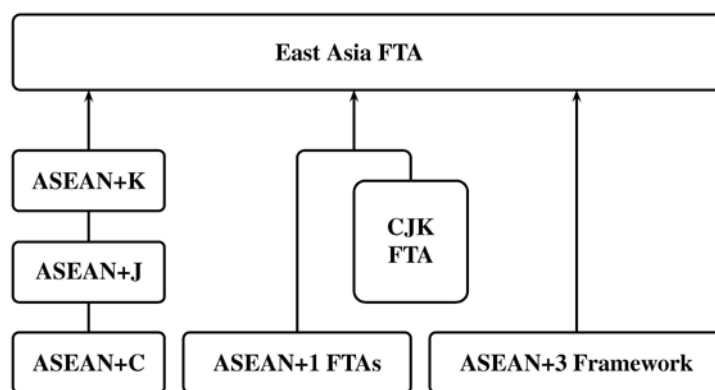 East Asia FTA
ASEAN+K
CJK
FTA
ASEAN+J
ASEAN+C
ASEAN+1 FTAs
ASEAN+3 Framework